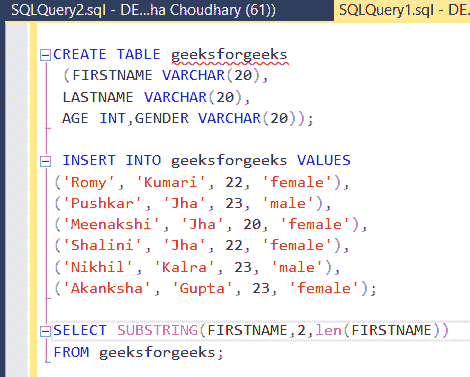 SQLQuery2.sql - DE...ha Choudhary (61))
SQLQuery1.sql - DE
CREATE TABLE geeksforgeeks
(FIRSTNAME VARCHAR(20),
LASTNAME VARCHAR(20),
AGE INT,GENDER VARCHAR(20));
INSERT INTO geeksforgeeks VALUES
('Romy', 'Kumari', 22, 'female'),
('Pushkar', 'Jha', 23, 'male'),
('Meenakshi', 'Jha', 20, 'female'),
('Shalini', 'Jha', 22, 'female'),
('Nikhil', 'Kalra', 23, 'male'),
('Akanksha', 'Gupta', 23, 'female');
SELECT SUBSTRING(FIRSTNAME,2,len(FIRSTNAME))
FROM geeksforgeeks;